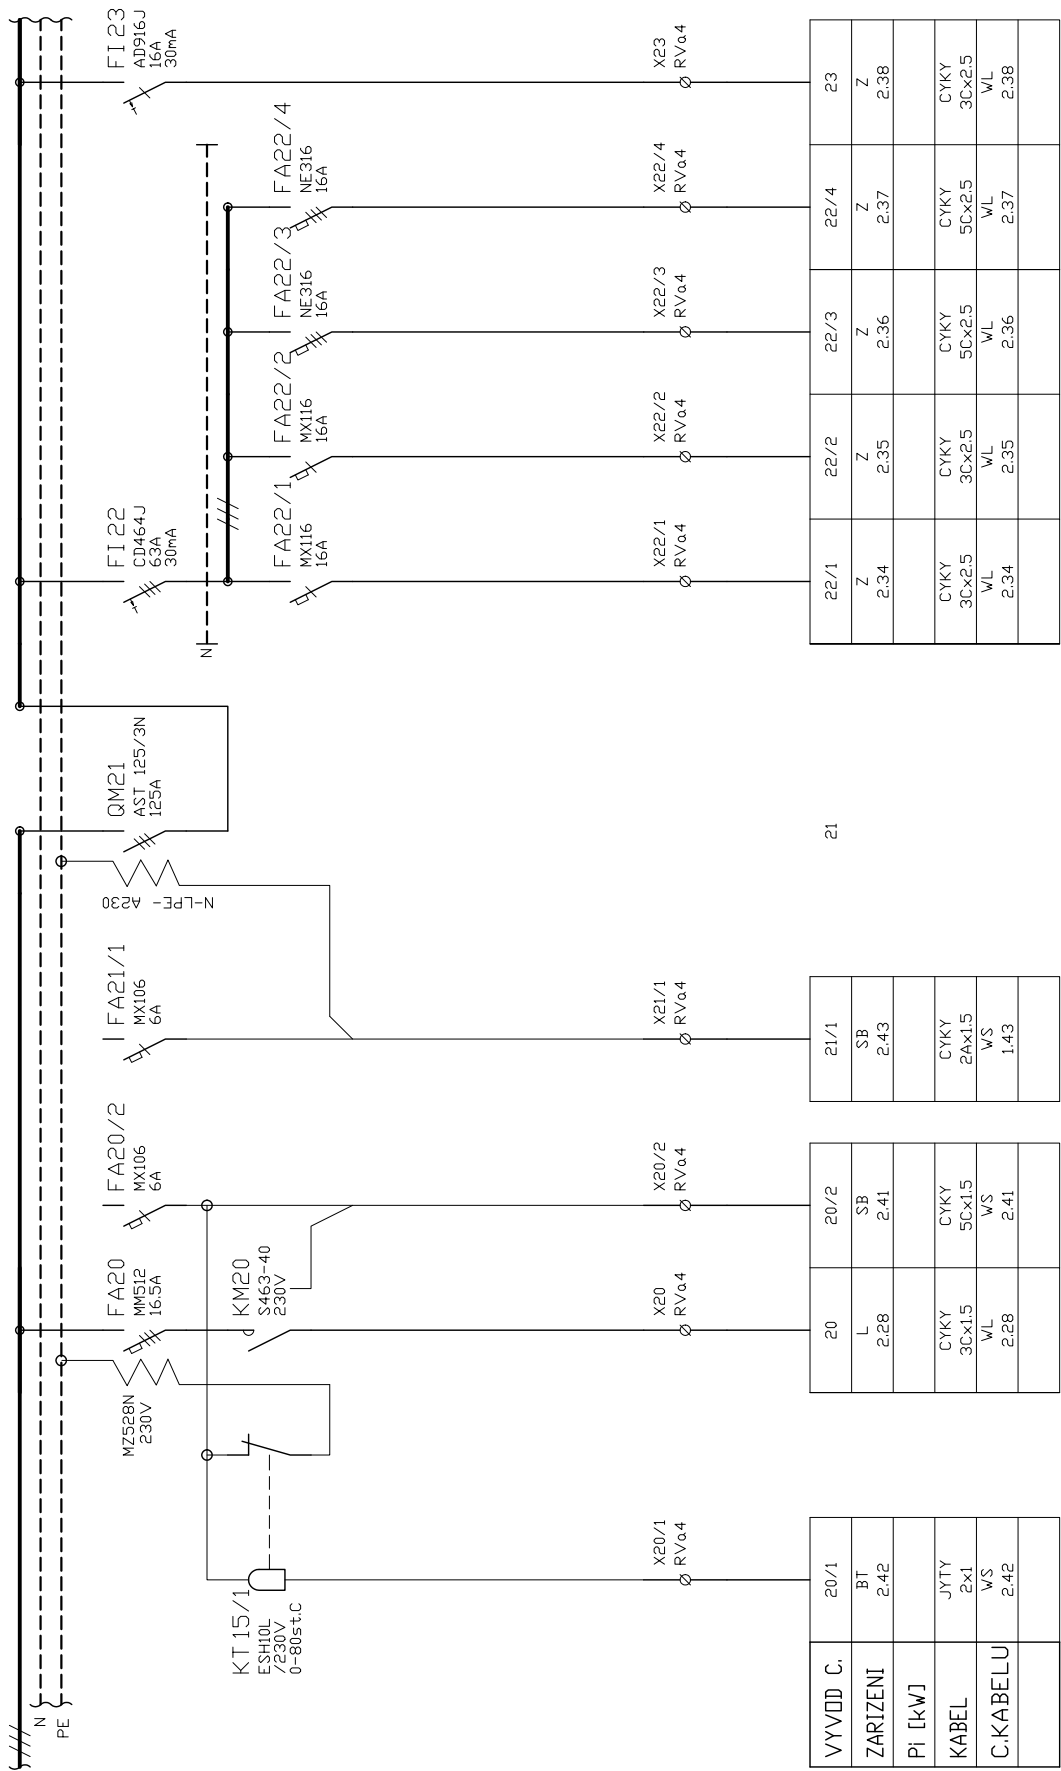 N
PE
KT15/1
ESH10L
/230V
0-80st.C
MZ528N
230V
FA20
MM512
16.5A
KM20
S463-40
230V
FA20/2
MX106
6A
FA21/1
MX106
6A
N-LPE- A230
QM21
AST 125/3N
125A
N
FI22
CD464J
63A
30mA
FA22/1
MX116
16A
FA22/2
MX116
16A
FA22/3
NE316
16A
FA22/4
NE316
16A
FI23
AD916J
16A
30mA
X20/1
RVa4
X20
RVa4
X20/2
RVa4
X21/1
RVa4
X22/1
RVa4
X22/2
RVa4
X22/3
RVa4
X22/4
RVa4
X23
RVa4
VYVOD C. 20/1 20 20/2 21/1 21 22/1 22/2 22/3 22/4 23
ZARIZENI BT L SB SB Z Z Z Z Z
2.42 2.28 2.41 2.43 2.34 2.35 2.36 2.37 2.38
Pi [kW]
KABEL JYTY CYKY CYKY CYKY CYKY CYKY CYKY CYKY CYKY
2x1 3Cx1.5 5Cx1.5 2Ax1.5 3Cx2.5 3Cx2.5 5Cx2.5 5Cx2.5 3Cx2.5
C.KABELU WS WL WS WS WL WL WL WL WL
2.42 2.28 2.41 1.43 2.34 2.35 2.36 2.37 2.38